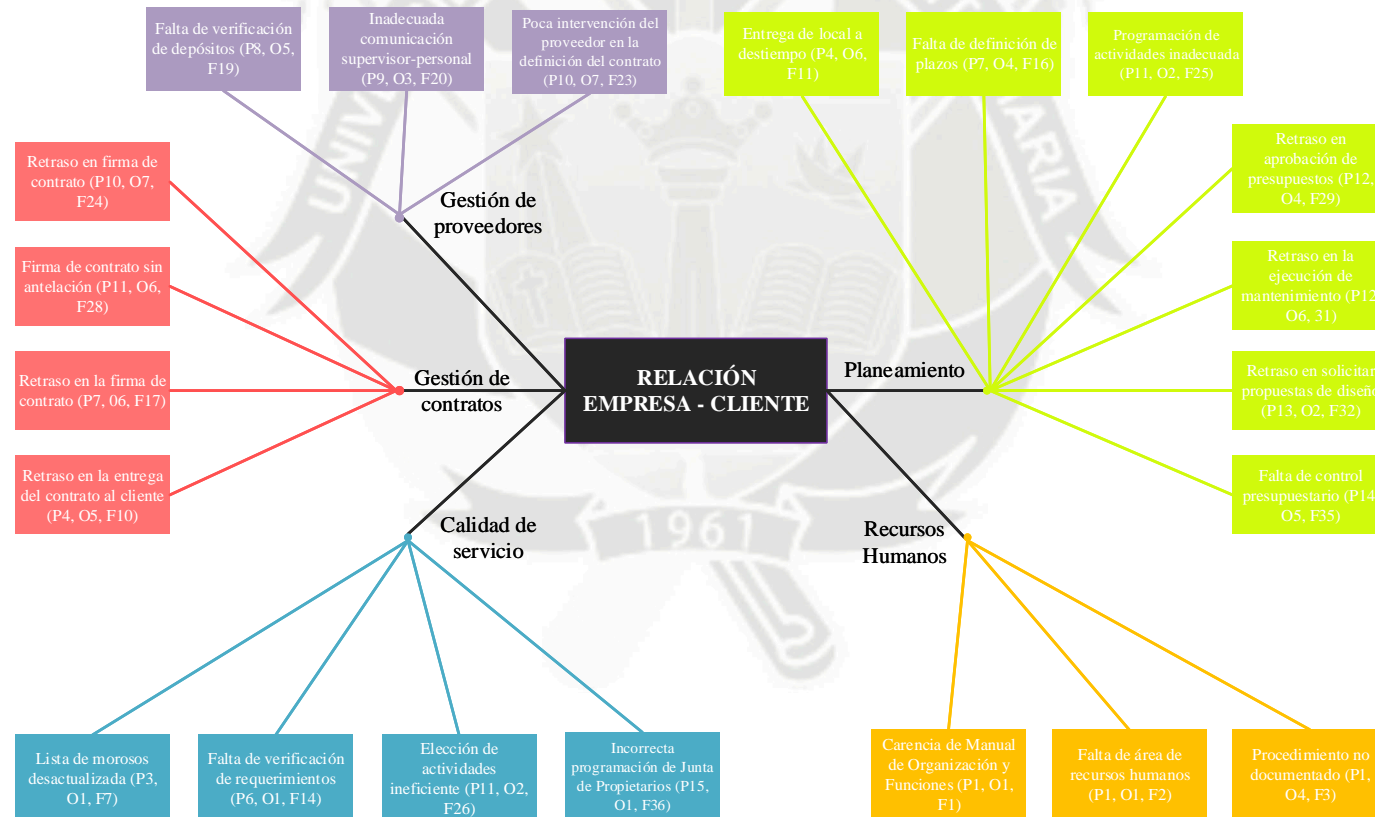 Falta de verificación
de depósitos (P8, O5,
F19)
Inadecuada
comunicación
supervisor-personal
(P9, O3, F20)
Poca intervención del
proveedor en la
definición del contrato
(P10, O7, F23)
Entrega de local a
destiempo (P4, O6,
F11)
Falta de definición de
plazos (P7, O4, F16)
Programación de
actividades inadecuada
(P11, O2, F25)
Retraso en
aprobación de
presupuestos (P12,
O4, F29)
Retraso en la
ejecución de
mantenimiento (P12
O6, 31)
Retraso en solicitar
propuestas de diseño
(P13, O2, F32)
Falta de control
presupuestario (P14
O5, F35)
Retraso en firma de
contrato (P10, O7,
F24)
Firma de contrato sin
antelación (P11, O6,
F28)
Retraso en la firma de
contrato (P7, 06, F17)
Retraso en la entrega
del contrato al cliente
(P4, O5, F10)
Gestión de
proveedores
Gestión de
contratos
Calidad de
servicio
RELACIÓN
EMPRESA - CLIENTE
Planeamiento
Recursos
Humanos
Lista de morosos
desactualizada (P3,
O1, F7)
Falta de verificación
de requerimientos
(P6, O1, F14)
Elección de
actividades
ineficiente (P11, O2,
F26)
Incorrecta
programación de Junta
de Propietarios (P15,
O1, F36)
Carencia de Manual
de Organización y
Funciones (P1, O1,
F1)
Falta de área de
recursos humanos
(P1, O1, F2)
Procedimiento no
documentado (P1,
O4, F3)
1961